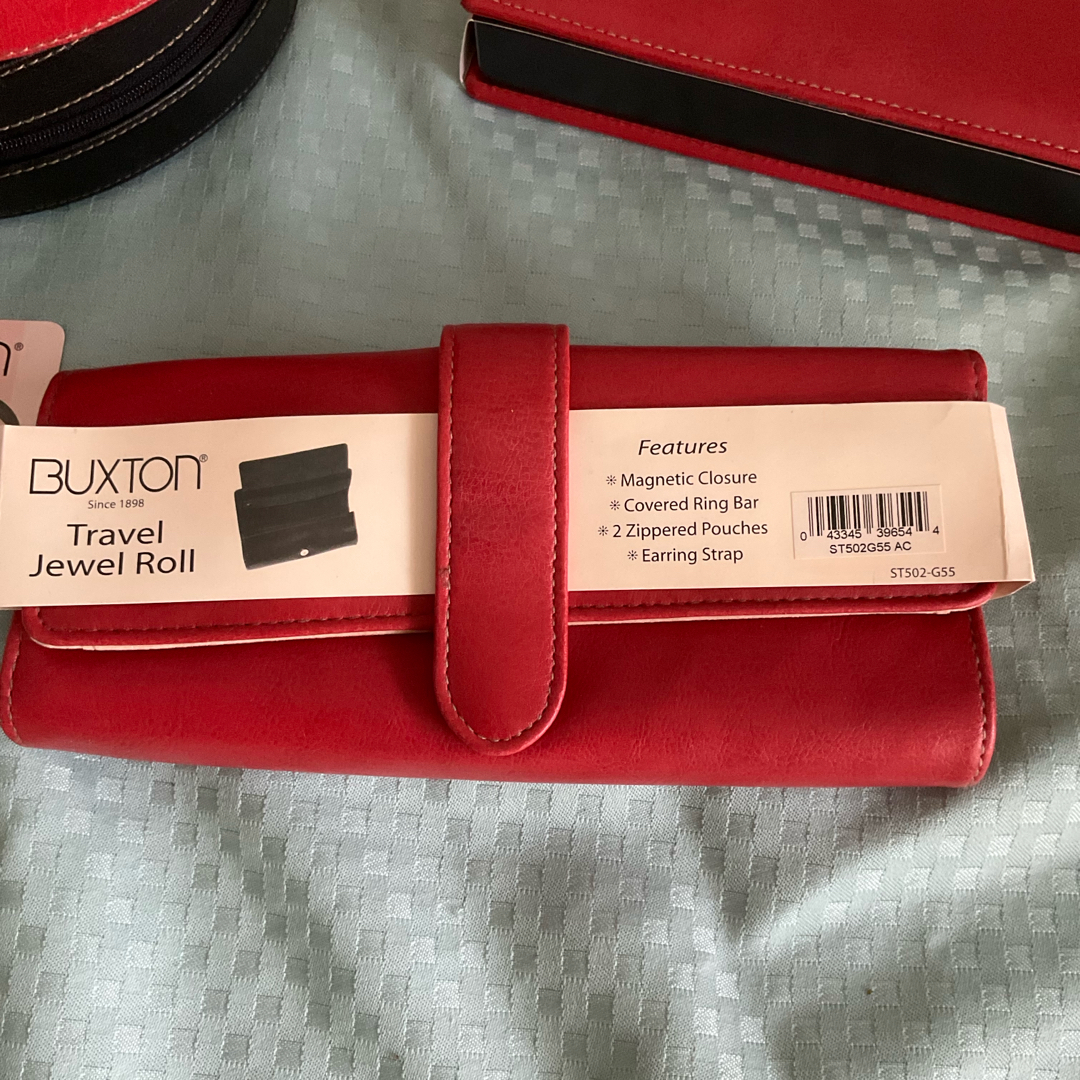 BUXTON®
Since 1898
Travel
Jewel Roll
Features
✳ Magnetic Closure
✳ Covered Ring Bar
✳ 2 Zippered Pouches
✳ Earring Strap
0 43345 39654 4
ST502G55 AC
ST502-G55
n®